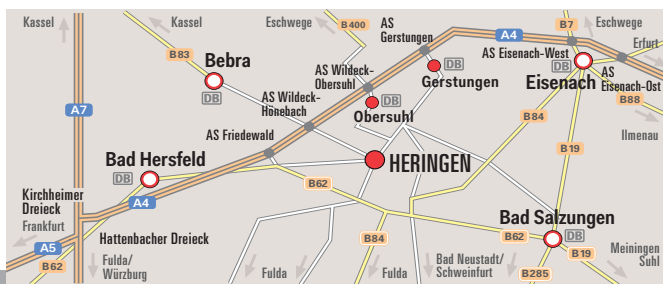 Kassel
Kassel
Eschwege
B400
AS
Gerstungen
A4
B7
Eschwege
B83
Bebra
DB
AS Eisenach-West
DB
Erfurt
Eisenach
AS
Eisenach-Ost
B88
DB
Gerstungen
AS Wildeck-
Obersuhl
DB
Obersuhl
A7
AS Wildeck-
Hönebach
B84
Ilmenau
AS Friedewald
B19
Bad Hersfeld
DB
HERINGEN
B62
Kirchheimer
Dreieck
A4
Frankfurt
Bad Salzungen
DB
A5
Hattenbacher Dreieck
B84
B62
B19
Meiningen
Suhl
B62
Fulda/
Würzburg
Fulda
Fulda
Bad Neustadt/
Schweinfurt
B285